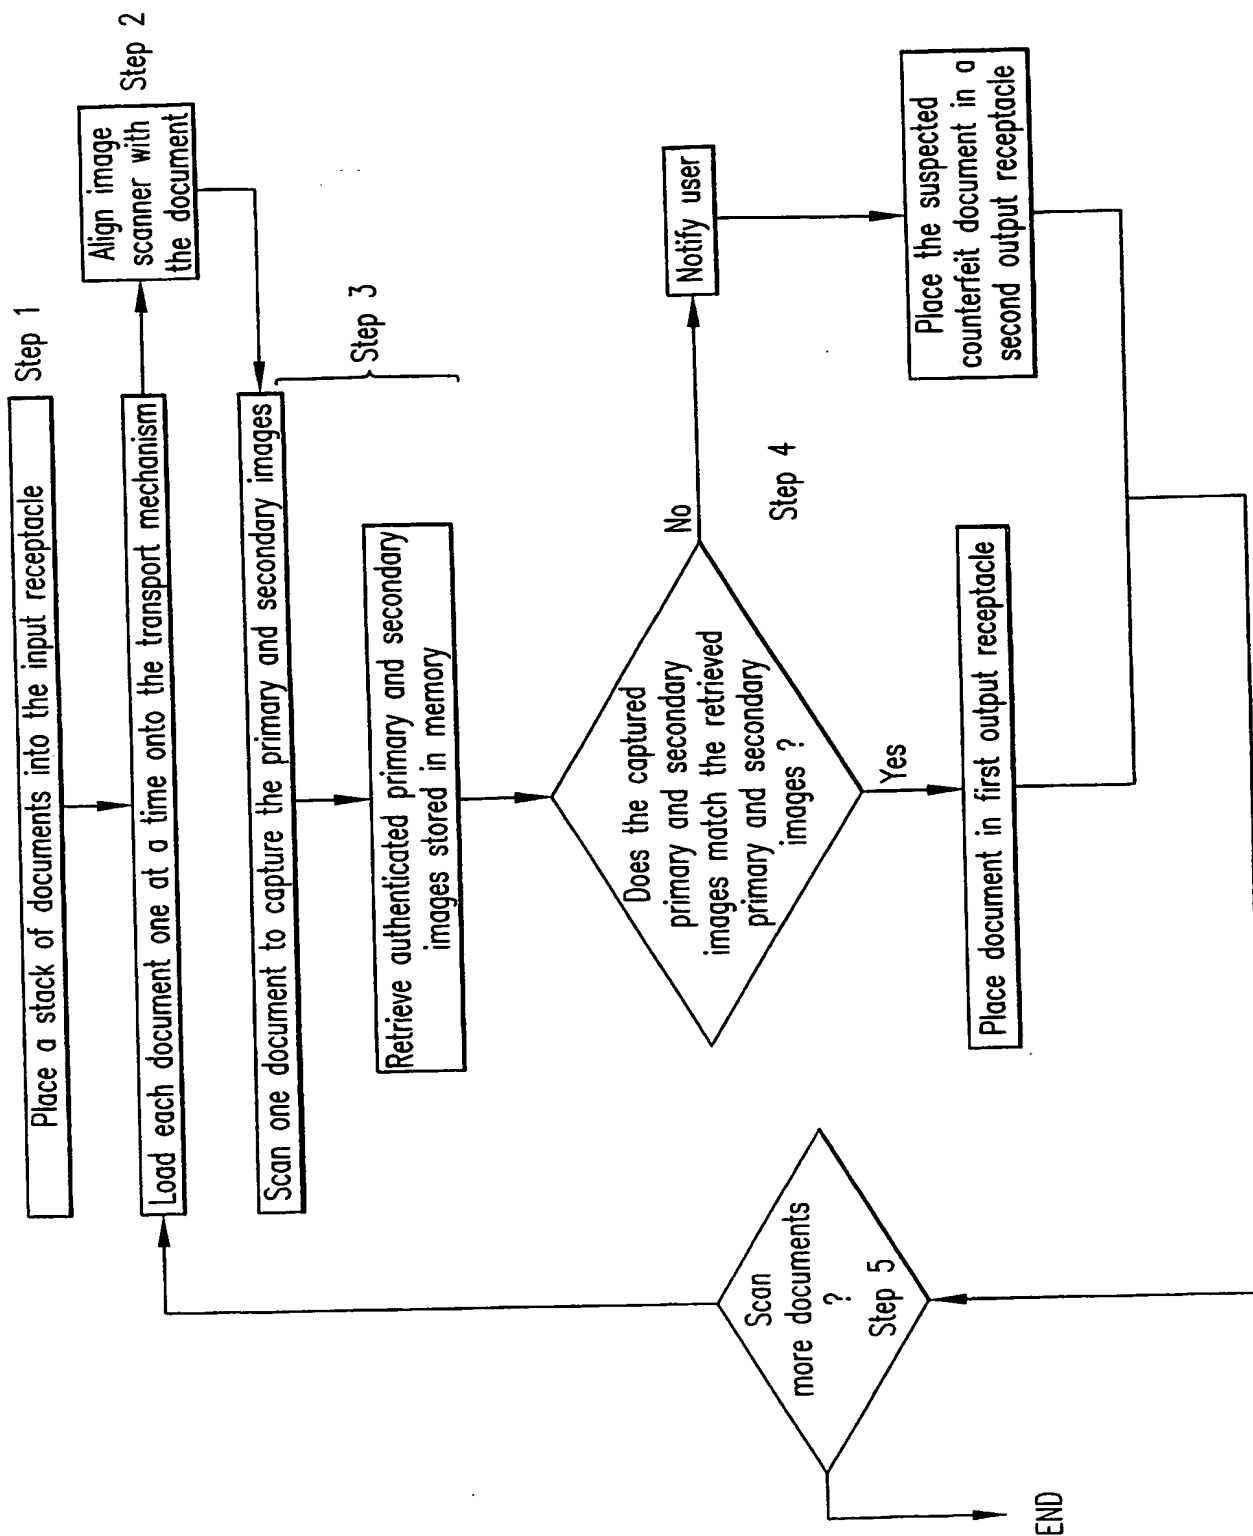 Place a stack of documents into the input receptacle
Step 1
Load each document one at a time onto the transport mechanism
Align image
scanner with
the document
Step 2
Scan one document to capture the primary and secondary images
Step 3
Retrieve authenticated primary and secondary
images stored in memory
Does the captured
primary and secondary
images match the retrieved
primary and secondary
images ?
No
Step 4
Notify user
Yes
Place the suspected
counterfeit document in a
second output receptacle
Place document in first output receptacle
Scan
more documents
?
Step 5
END